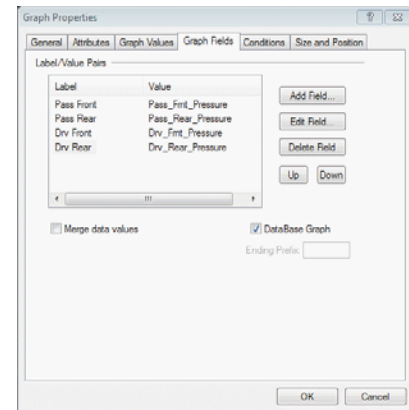 Graph Properties
General Attributes Graph Values Graph Fields Conditions Size and Position
Label/Value Pairs
Label Value
Pass Front Pass_Frnt_Pressure
Pass Rear Pass_Rear_Pressure
Drv Front Drv_Frnt_Pressure
Drv Rear Drv_Rear_Pressure
Add Field...
Edit Field...
Delete Field
Up Down
Merge data values
DataBase Graph
Ending Prefix:
OK Cancel